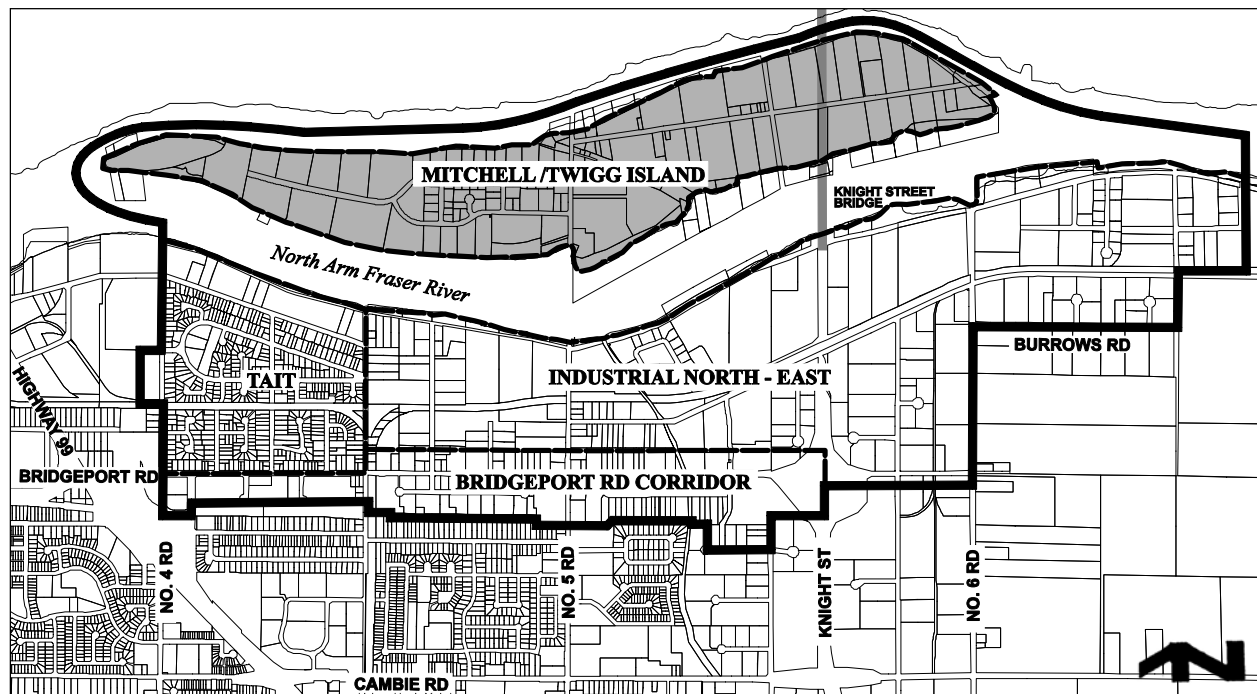 MITCHELL /TWIGG ISLAND
KNIGHT STREET
BRIDGE
North Arm Fraser River
BURROWS RD
TAIT
INDUSTRIAL NORTH - EAST
HIGHWAY 99
BRIDGEPORT RD
BRIDGEPORT RD CORRIDOR
NO. 4 RD
NO. 5 RD
KNIGHT ST
NO. 6 RD
CAMBIE RD
N